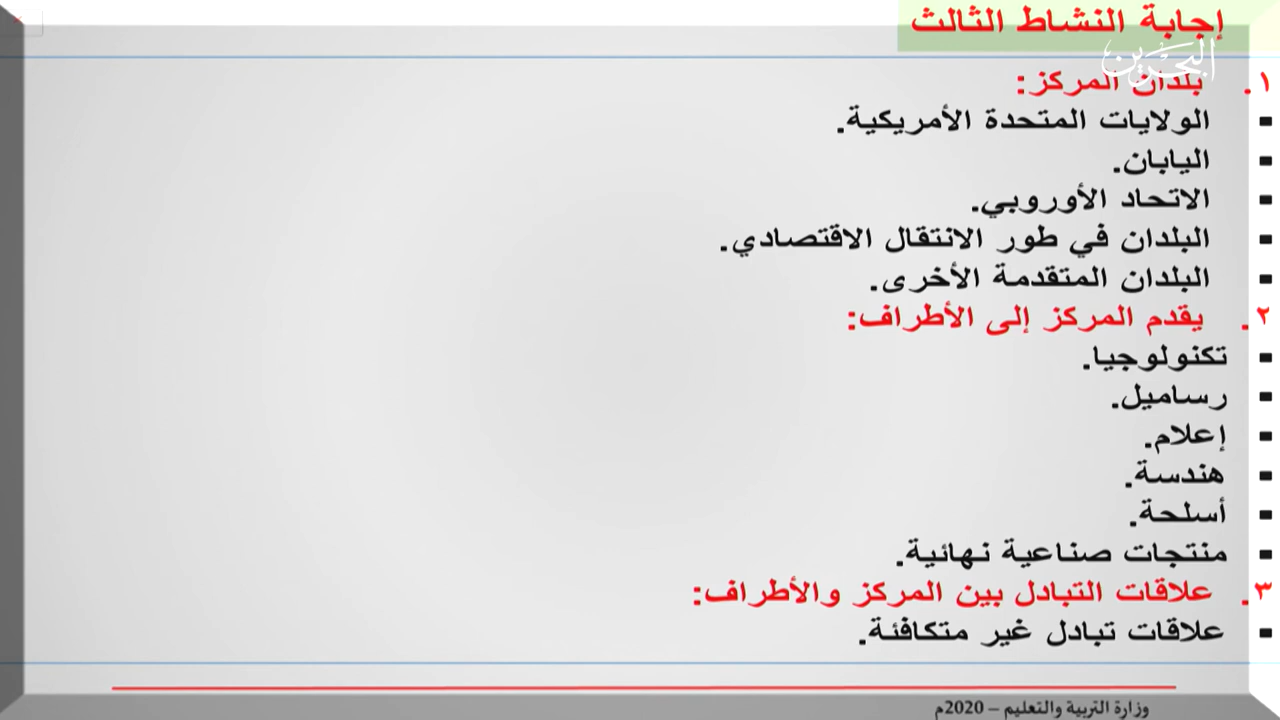 إجابة النشاط الثالث
البحرين
١. بلدان المركز:
▪ الولايات المتحدة الأمريكية.
▪ اليابان.
▪ الاتحاد الأوروبي.
▪ البلدان في طور الانتقال الاقتصادي.
▪ البلدان المتقدمة الأخرى.
٢. يقدم المركز إلى الأطراف:
▪ تكنولوجيا.
▪ رساميل.
▪ إعلام.
▪ هندسة.
▪ أسلحة.
▪ منتجات صناعية نهائية.
٣. علاقات التبادل بين المركز والأطراف:
▪ علاقات تبادل غير متكافئة.
وزارة التربية والتعليم – 2020م